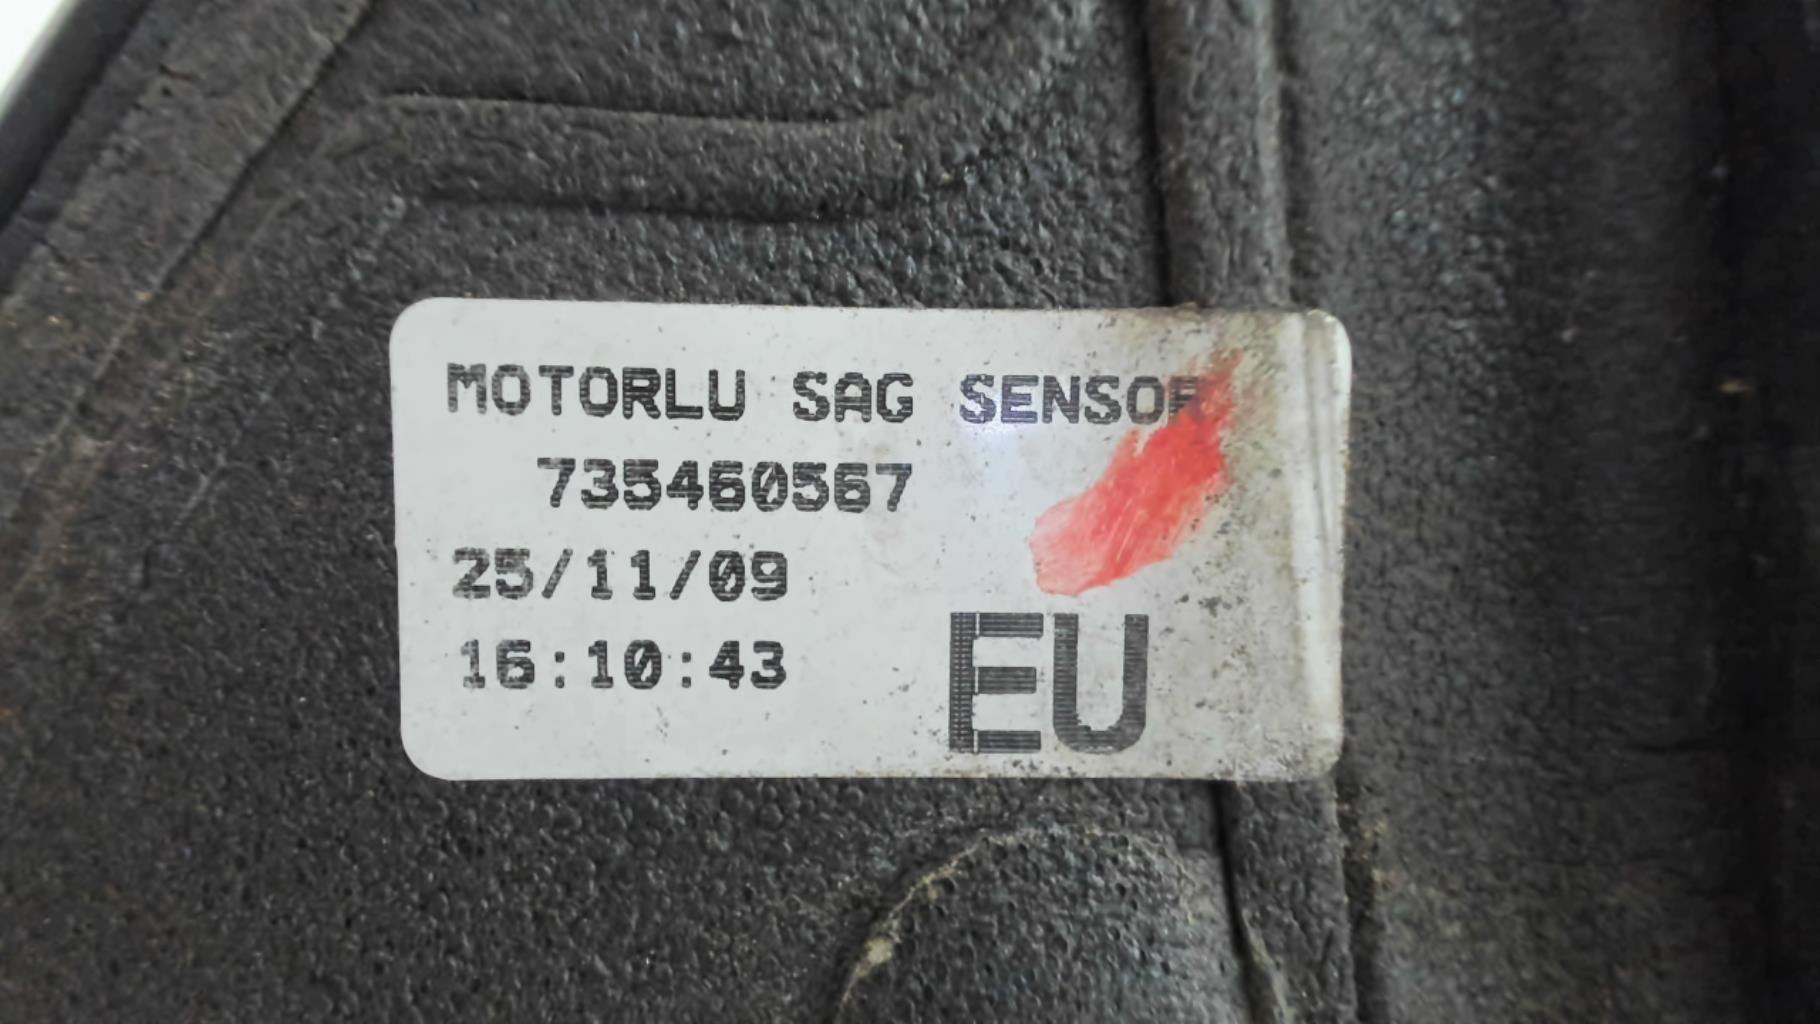 MOTORLU SAG SENSOR
735460567
25/11/09
16:10:43
EU